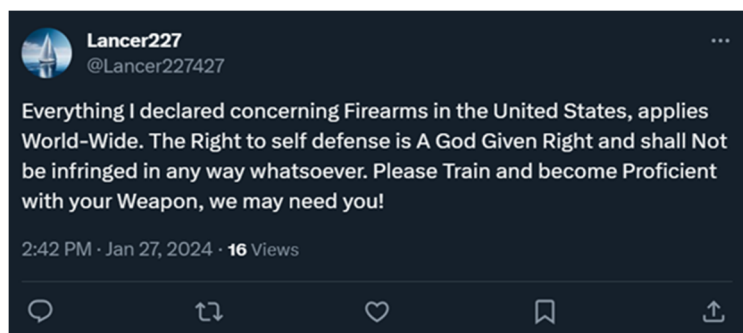 Lancer227
@Lancer227427
Everything I declared concerning Firearms in the United States, applies
World-Wide. The Right to self defense is A God Given Right and shall Not
be infringed in any way whatsoever. Please Train and become Proficient
with your Weapon, we may need you!
2:42 PM · Jan 27, 2024 · 16 Views